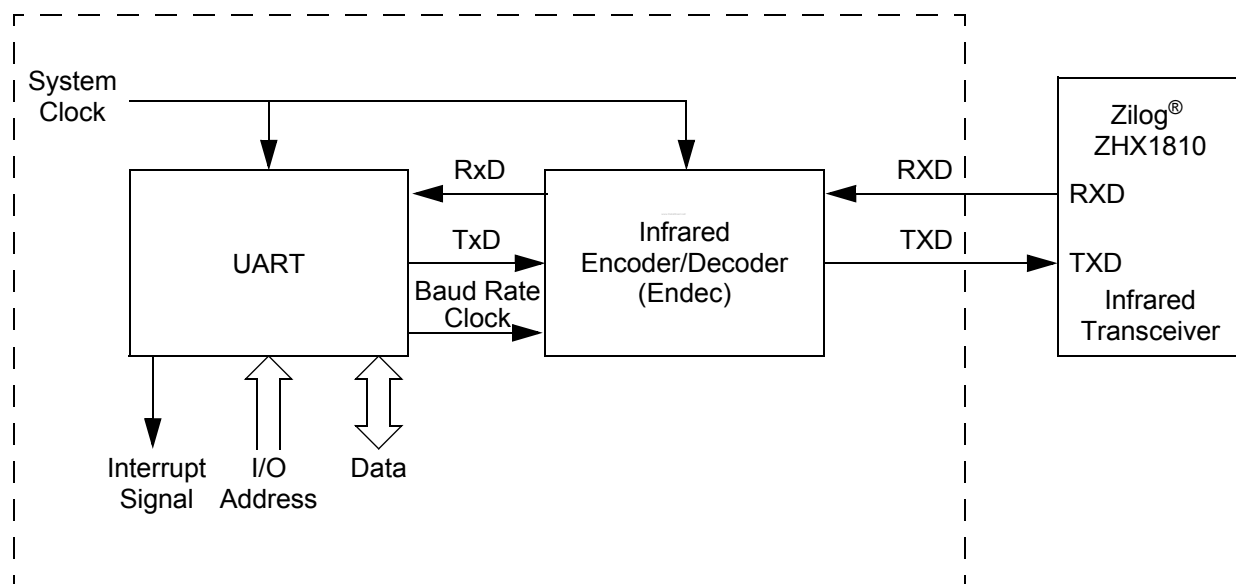 System
Clock
Zilog®
ZHX1810
RxD
RXD
RXD
UART
TxD
Infrared
Encoder/Decoder
(Endec)
TXD
TXD
Baud Rate
Clock
Infrared
Transceiver
Interrupt
Signal
I/O
Address
Data